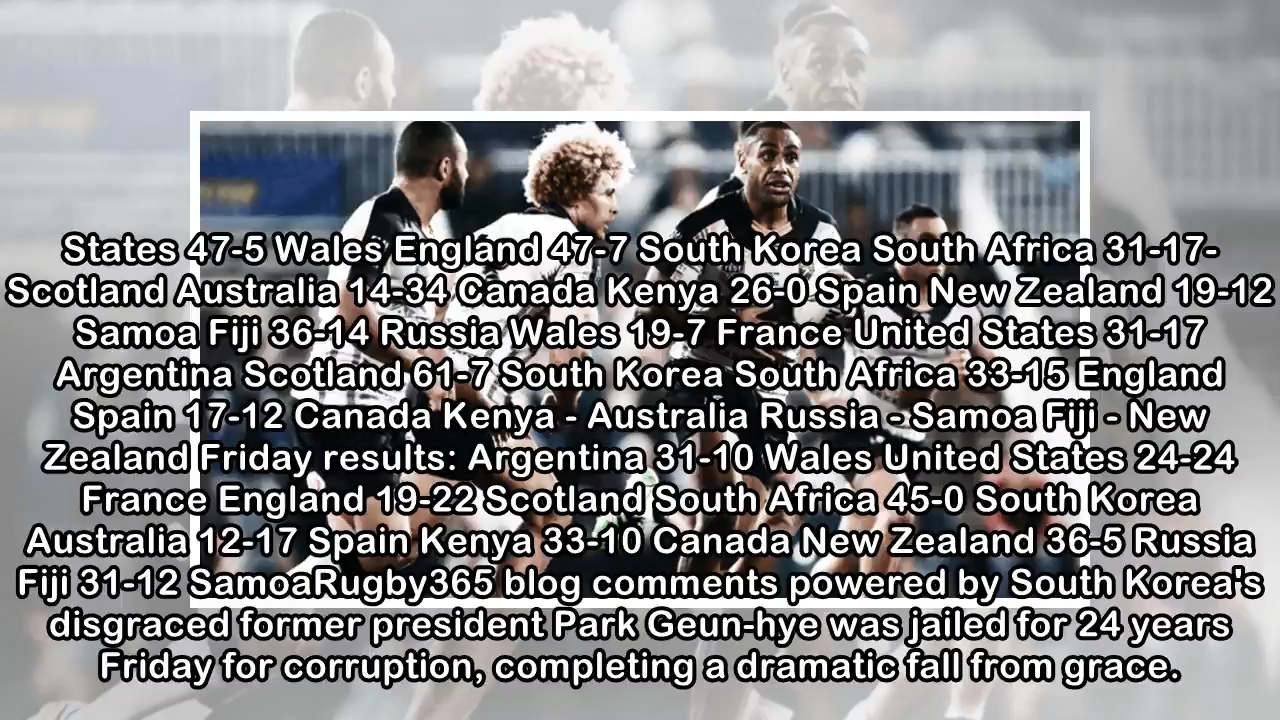 States 47-5 Wales England 47-7 South Korea South Africa 31-17-
Scotland Australia 14-34 Canada Kenya 26-0 Spain New Zealand 19-12
Samoa Fiji 36-14 Russia Wales 19-7 France United States 31-17
Argentina Scotland 61-7 South Korea South Africa 33-15 England
Spain 17-12 Canada Kenya - Australia Russia - Samoa Fiji - New
Zealand Friday results: Argentina 31-10 Wales United States 24-24
France England 19-22 Scotland South Africa 45-0 South Korea
Australia 12-17 Spain Kenya 33-10 Canada New Zealand 36-5 Russia
Fiji 31-12 SamoaRugby365 blog comments powered by South Korea's
disgraced former president Park Geun-hye was jailed for 24 years
Friday for corruption, completing a dramatic fall from grace.